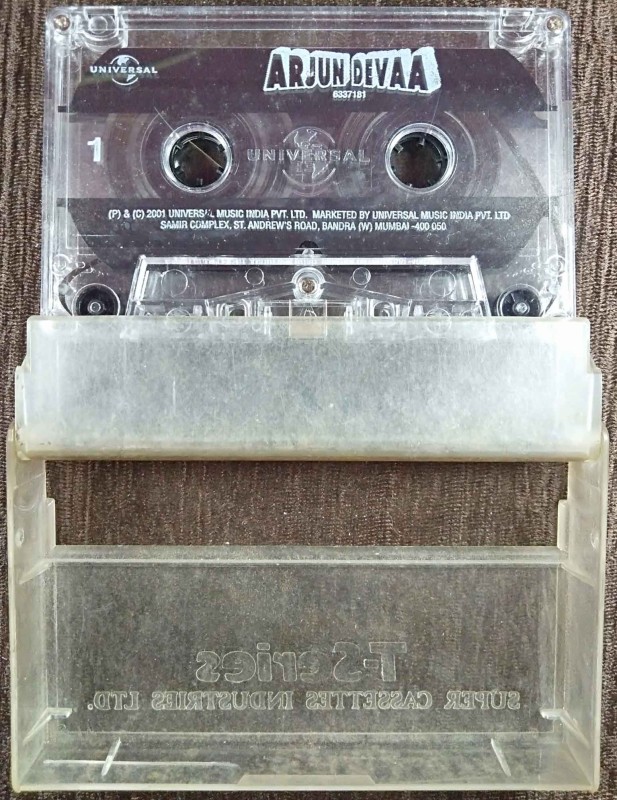 UNIVERSAL
ARJUN DEVAA
6337181
1
UNIVERSAL
(P) & (C) 2001 UNIVERSAL MUSIC INDIA PVT. LTD. MARKETED BY UNIVERSAL MUSIC INDIA PVT. LTD
SAMIR COMPLEX, ST. ANDREW'S ROAD, BANDRA (W) MUMBAI -400 050
T-Series
SUPER CASSETTES INDUSTRIES LTD.